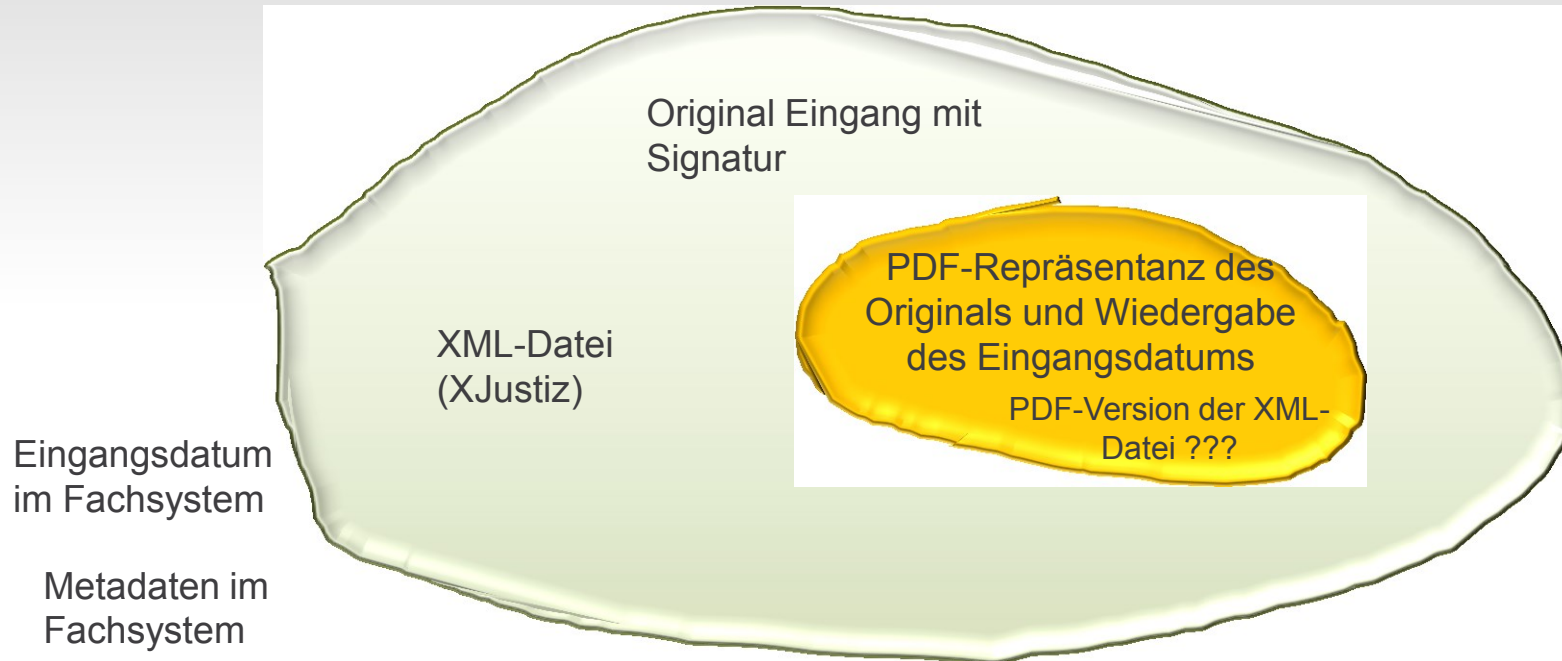 Original Eingang mit
Signatur
PDF-Repräsentanz des
Originals und Wiedergabe
des Eingangsdatums
PDF-Version der XML-
Datei ???
XML-Datei
(XJustiz)
Eingangsdatum
im Fachsystem
Metadaten im
Fachsystem